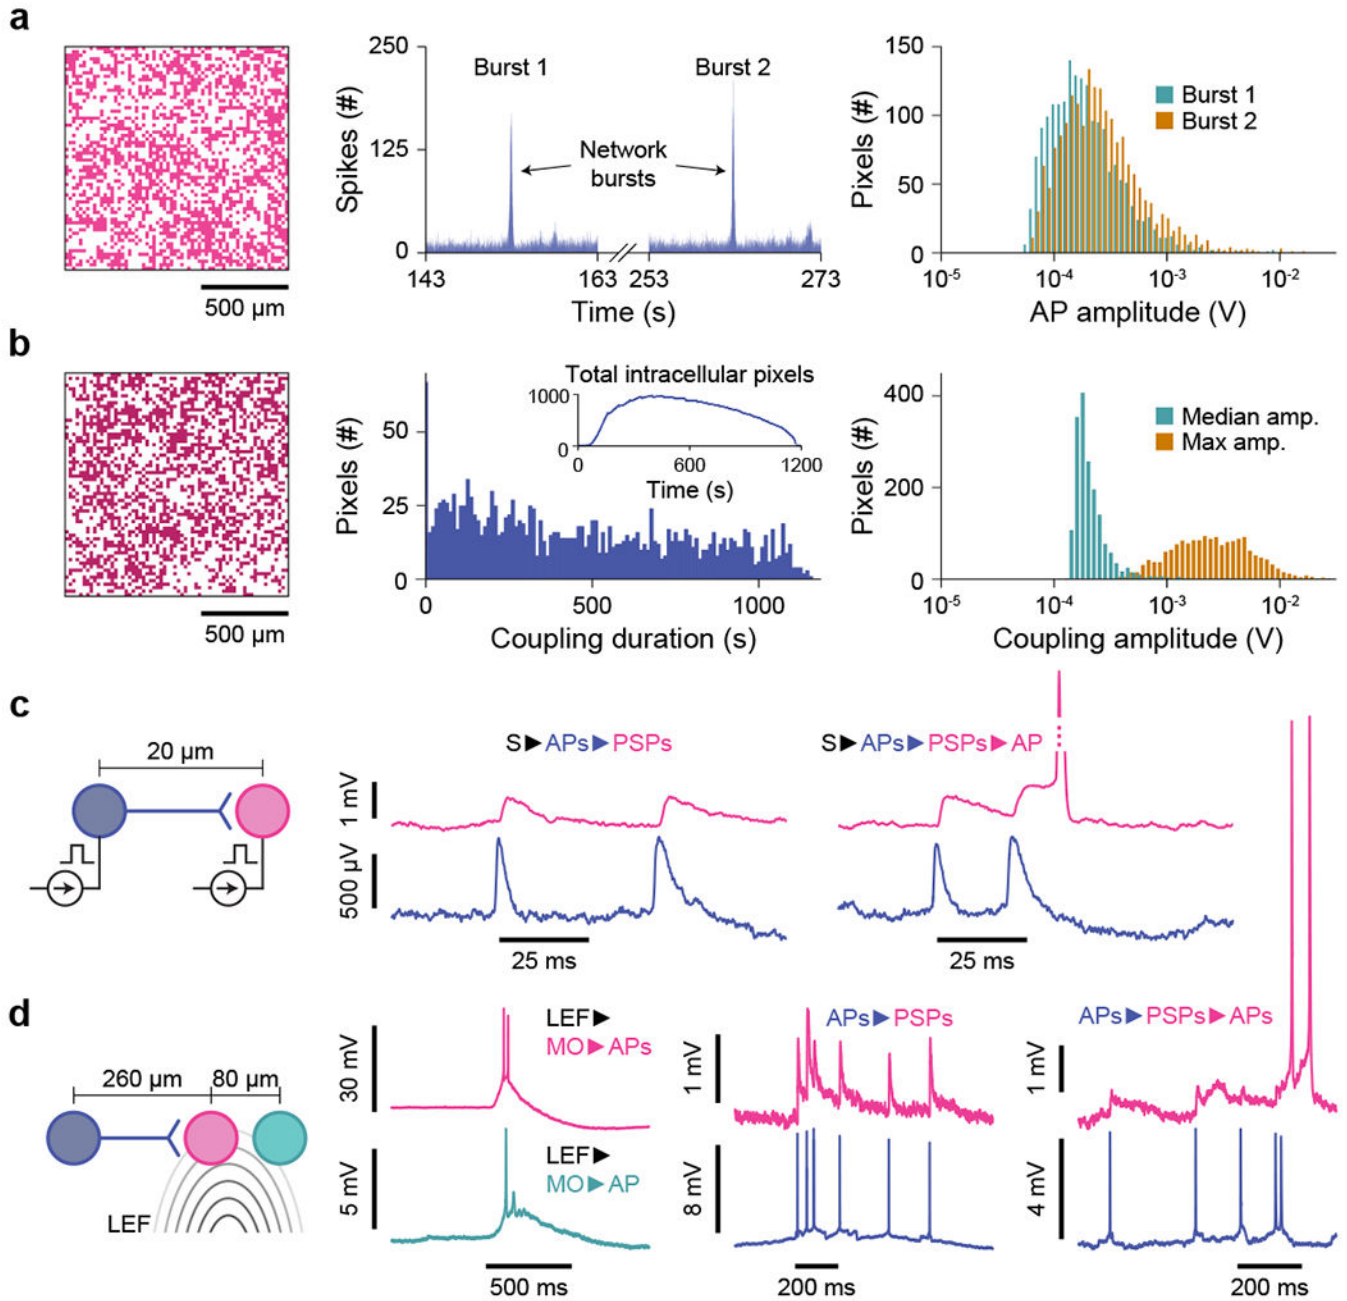 a
500 µm
250
125
0
Spikes (#)
Burst 1
Burst 2
Network
bursts
143
163
253
273
Time (s)
150
100
50
0
Pixels (#)
Burst 1
Burst 2
10-5
10-4
10-3
10-2
AP amplitude (V)
b
500 µm
50
25
0
Pixels (#)
Total intracellular pixels
1000
0
0
600
1200
Time (s)
0
500
1000
Coupling duration (s)
400
200
0
Pixels (#)
Median amp.
Max amp.
10-5
10-4
10-3
10-2
Coupling amplitude (V)
c
20 µm
S▶APs▶PSPs
1 mV
500 µV
25 ms
S▶APs▶PSPs▶AP
25 ms
d
260 µm
80 µm
LEF
30 mV
LEF▶
MO▶APs
5 mV
LEF▶
MO▶AP
500 ms
APs▶PSPs
1 mV
8 mV
200 ms
APs▶PSPs▶APs
1 mV
4 mV
200 ms